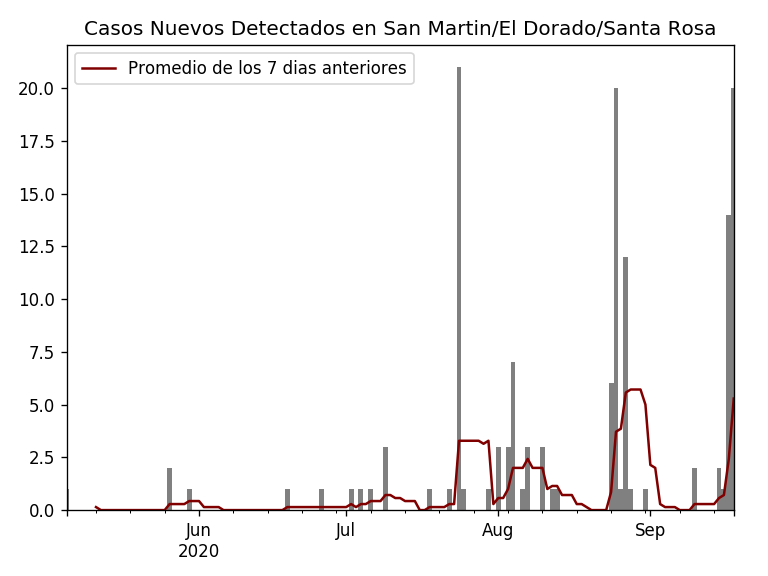 Casos Nuevos Detectados en San Martin/El Dorado/Santa Rosa
Promedio de los 7 dias anteriores
20.0
17.5
15.0
12.5
10.0
7.5
5.0
2.5
0.0
Jun
2020
Jul
Aug
Sep